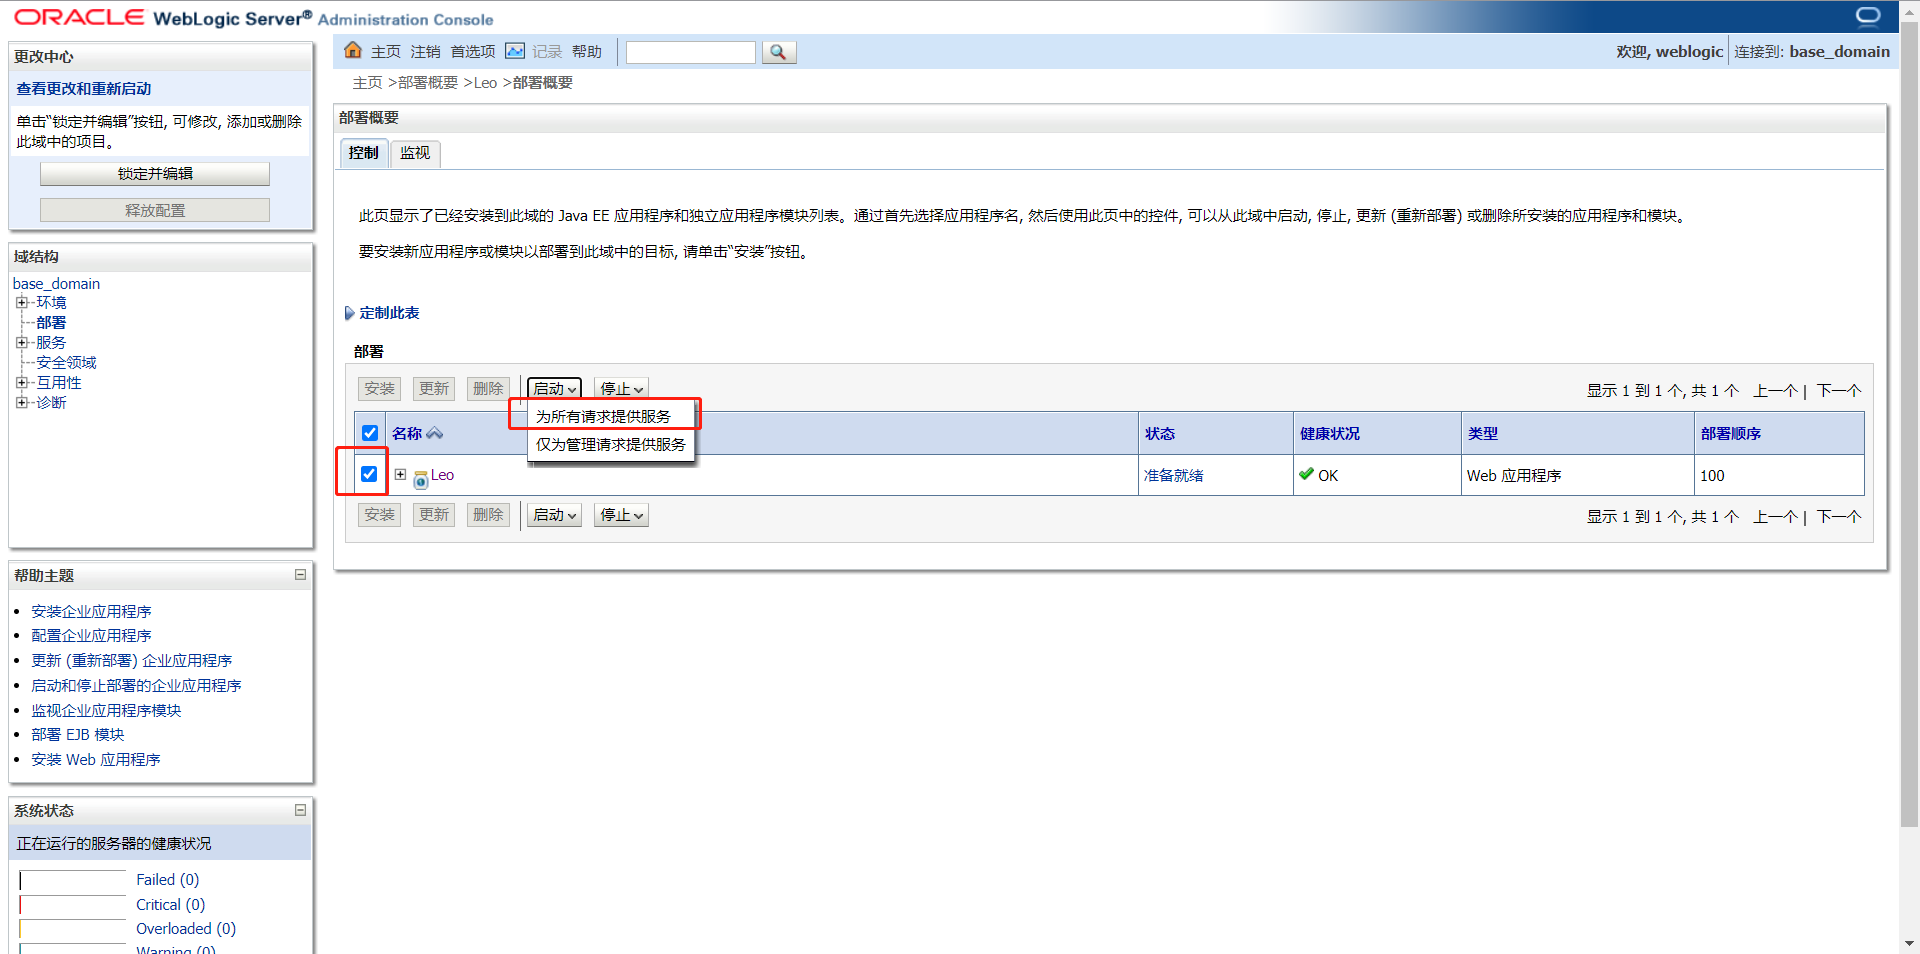 ORACLE WebLogic Server® Administration Console
更改中心
查看更改和重新启动
单击“锁定并编辑”按钮, 可修改, 添加或删除
此域中的项目。
锁定并编辑
释放配置
域结构
base_domain
环境
部署
服务
安全领域
互用性
诊断
帮助主题
安装企业应用程序
配置企业应用程序
更新 (重新部署) 企业应用程序
启动和停止部署的企业应用程序
监视企业应用程序模块
部署 EJB 模块
安装 Web 应用程序
系统状态
正在运行的服务器的健康状况
Failed (0)
Critical (0)
Overloaded (0)
Warning (0)
主页 注销 首选项 记录 帮助
欢迎, weblogic 连接到: base_domain
主页 >部署概要 >Leo >部署概要
部署概要
控制 监视
此页显示了已经安装到此域的 Java EE 应用程序和独立应用程序模块列表。通过首先选择应用程序名, 然后使用此页中的控件, 可以从此域中启动, 停止, 更新 (重新部署) 或删除所安装的应用程序和模块。
要安装新应用程序或模块以部署到此域中的目标, 请单击“安装”按钮。
定制此表
部署
安装 更新 删除 启动 停止 显示 1 到 1 个, 共 1 个 上一个 | 下一个
为所有请求提供服务
仅为管理请求提供服务
名称 状态 健康状况 类型 部署顺序
Leo 准备就绪 OK Web 应用程序 100
安装 更新 删除 启动 停止 显示 1 到 1 个, 共 1 个 上一个 | 下一个